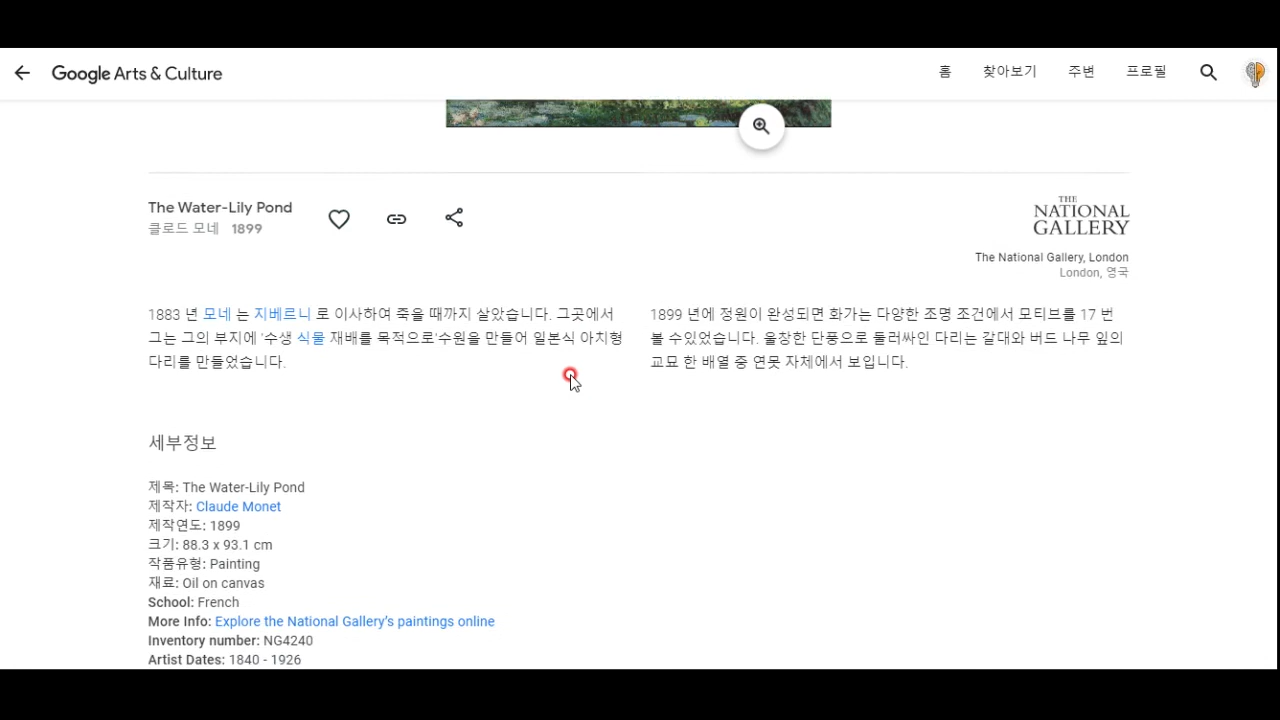 Google Arts & Culture
홈 찾아보기 주변 프로필
The Water-Lily Pond
클로드 모네 1899
THE
NATIONAL
GALLERY
The National Gallery, London
London, 영국
1883 년 모네 는 지베르니 로 이사하여 죽을 때까지 살았습니다. 그곳에서
그는 그의 부지에 '수생 식물 재배를 목적으로'수원을 만들어 일본식 아치형
다리를 만들었습니다.
1899 년에 정원이 완성되면 화가는 다양한 조명 조건에서 모티브를 17 번
볼 수있었습니다. 울창한 단풍으로 둘러싸인 다리는 갈대와 버드 나무 잎의
교묘 한 배열 중 연못 자체에서 보입니다.
세부정보
제목: The Water-Lily Pond
제작자: Claude Monet
제작연도: 1899
크기: 88.3 x 93.1 cm
작품유형: Painting
재료: Oil on canvas
School: French
More Info: Explore the National Gallery's paintings online
Inventory number: NG4240
Artist Dates: 1840 - 1926